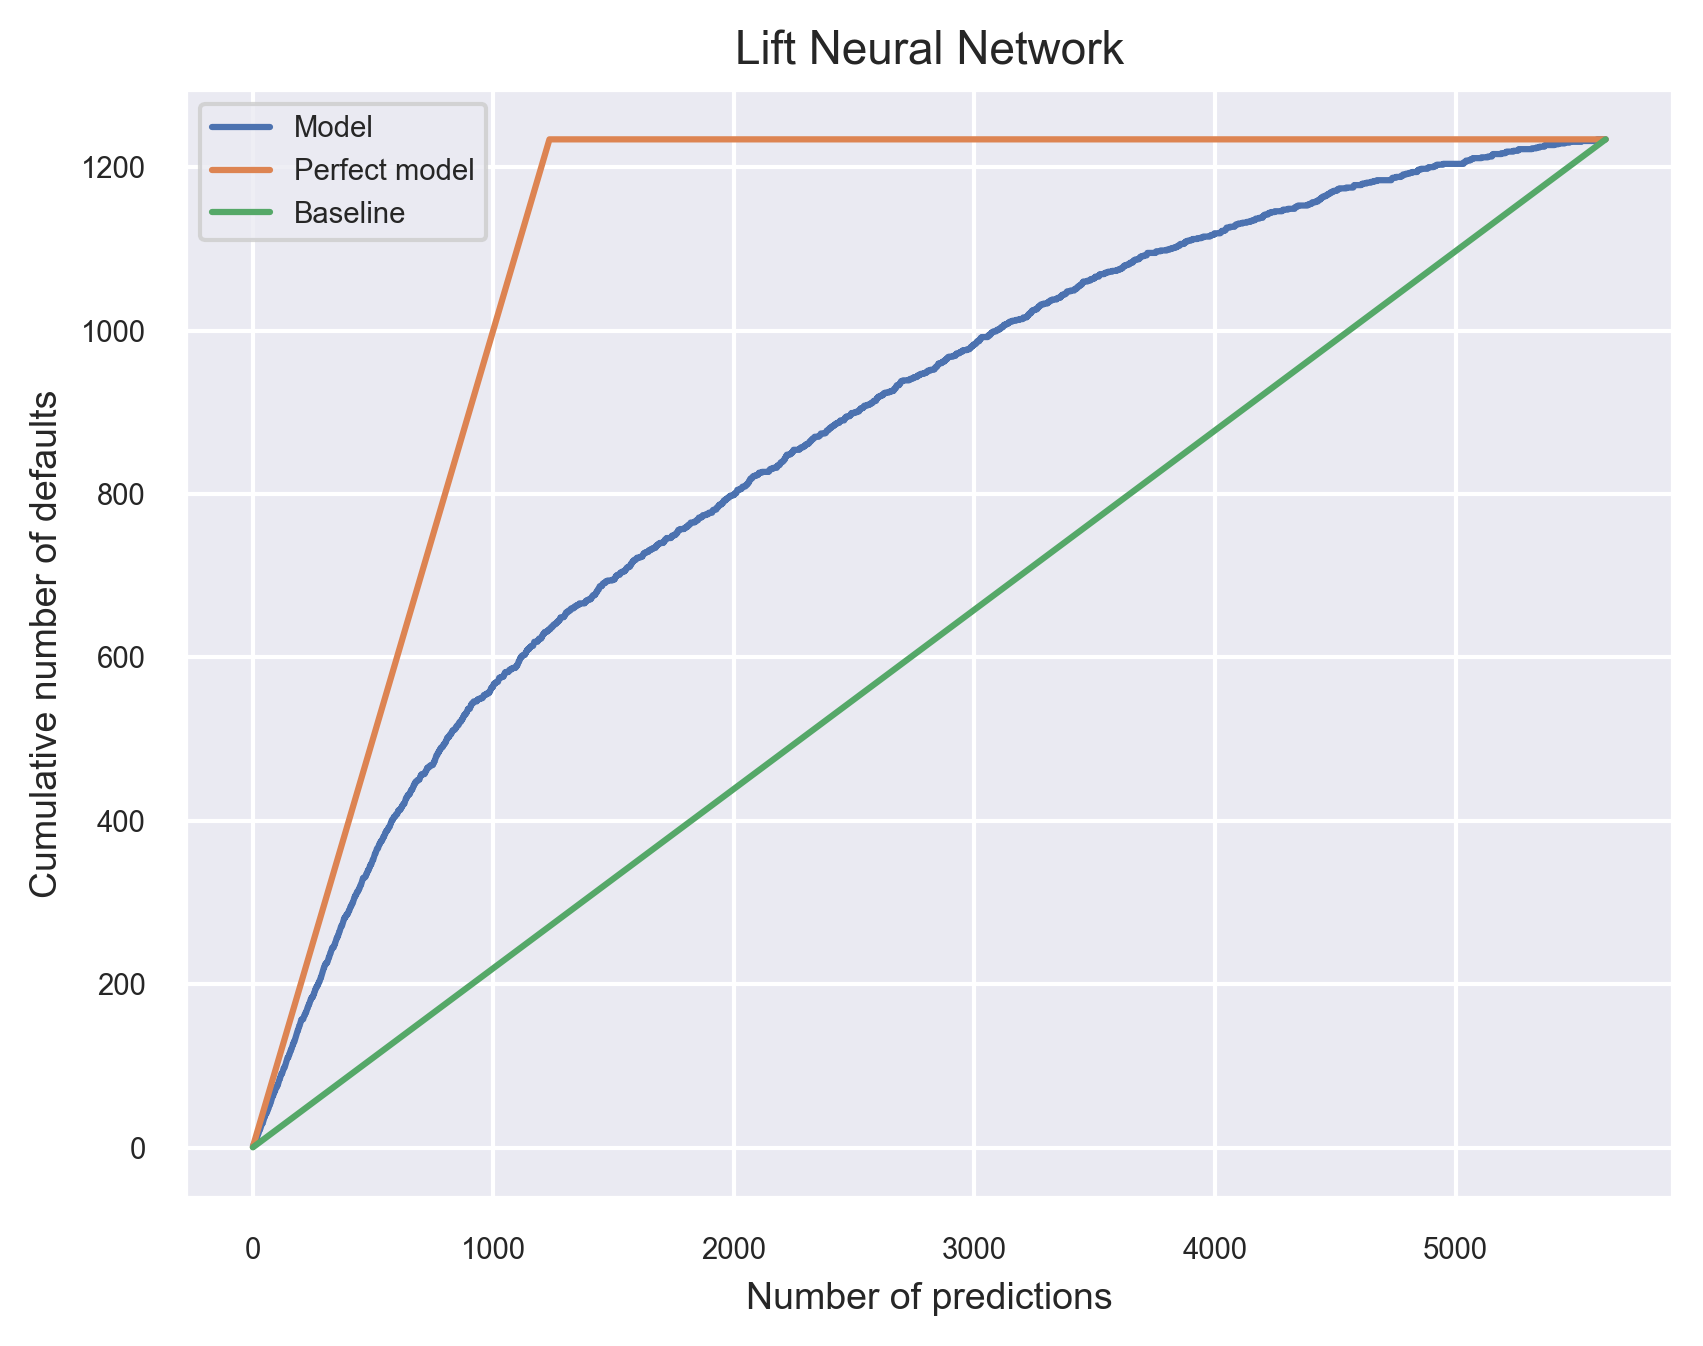 Lift Neural Network
Model
Perfect model
Baseline
Cumulative number of defaults
1200
1000
800
600
400
200
0
0 1000 2000 3000 4000 5000
Number of predictions